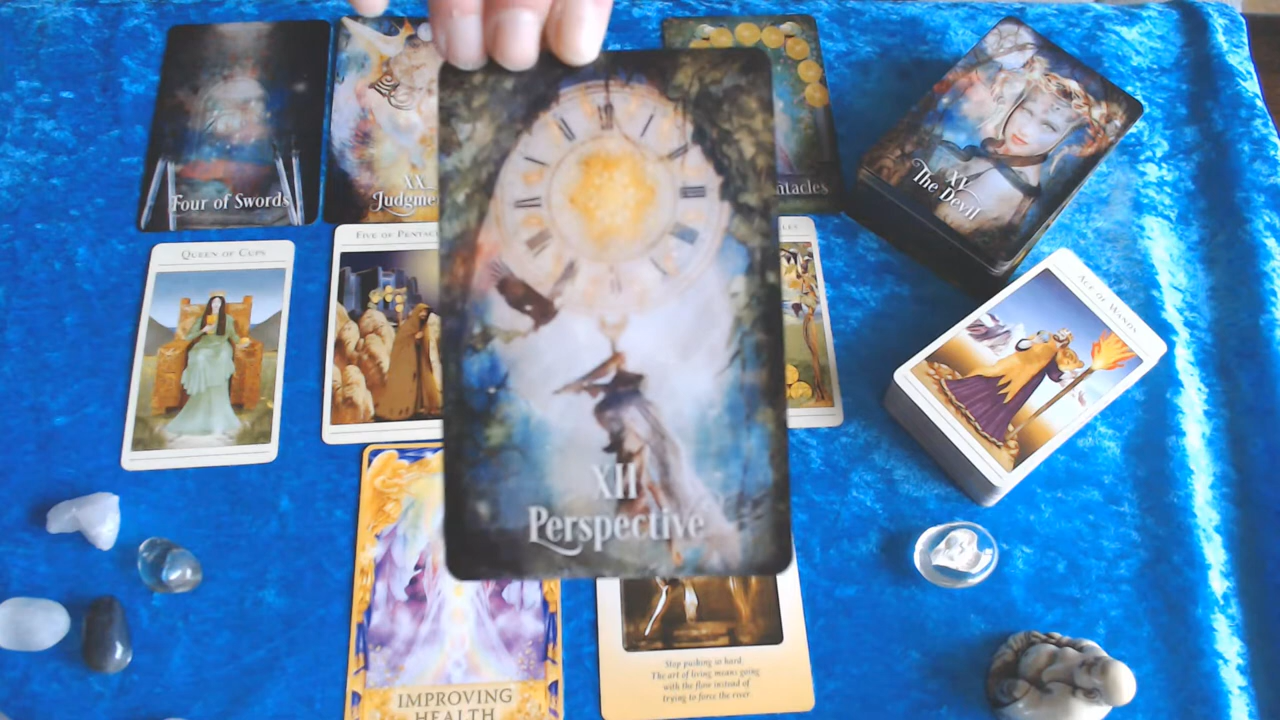 Four of Swords
XX
Judgme
ntacles
XV
The Devil
QUEEN OF CUPS
FIVE OF PENTAC
LES
ACE OF WANDS
XII
Perspective
IMPROVING
HEALTH
Stop pushing so hard.
The art of living means going
with the flow instead of
trying to force the river